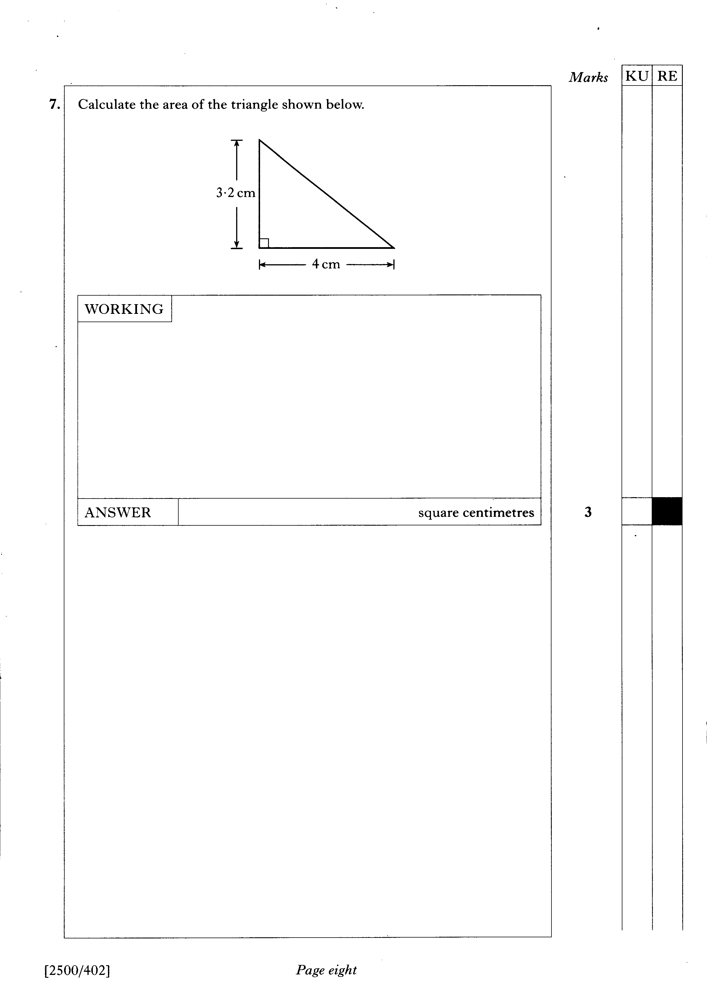 Marks
KU RE
7. Calculate the area of the triangle shown below.
3·2 cm
4 cm
WORKING
ANSWER
square centimetres
3
[2500/402]
Page eight